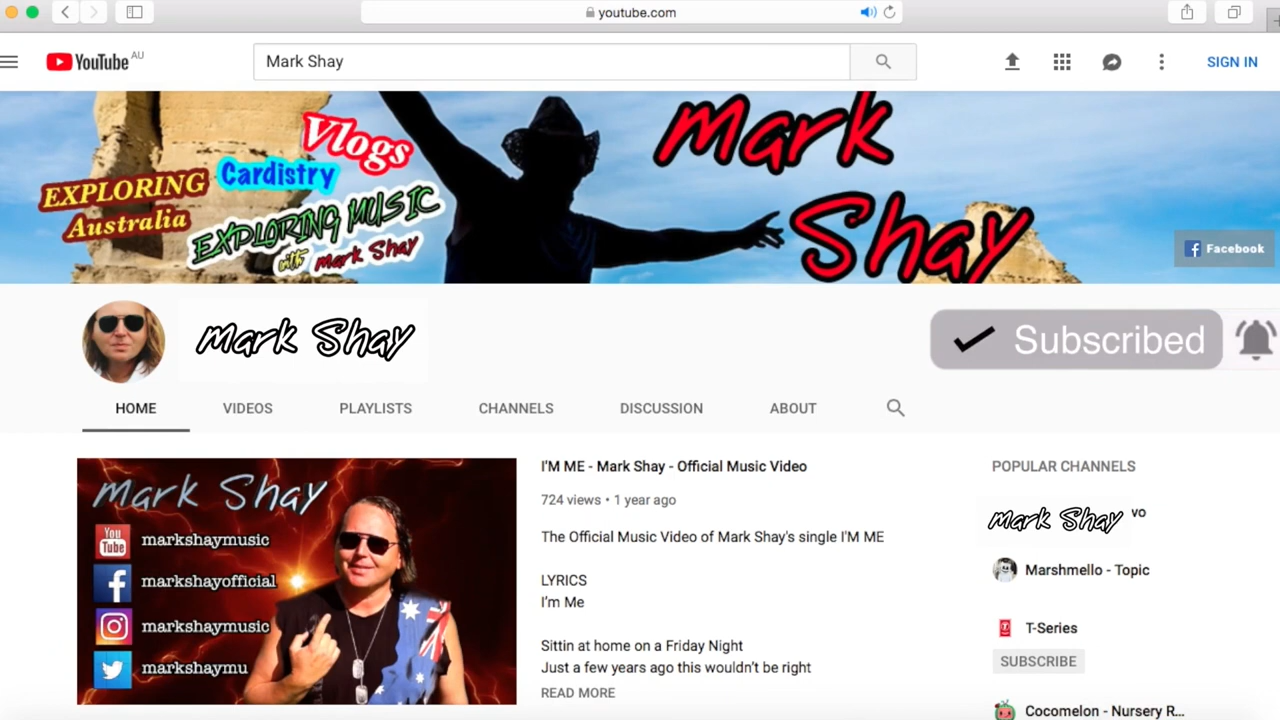 youtube.com
YouTube AU
Mark Shay
SIGN IN
Vlogs
Cardistry
EXPLORING
Australia
EXPLORING MUSIC
with Mark Shay
Mark
Shay
Facebook
Mark Shay
Subscribed
HOME VIDEOS PLAYLISTS CHANNELS DISCUSSION ABOUT
Mark Shay
You
Tube
markshaymusic
markshayofficial
markshaymusic
markshaymu
I'M ME - Mark Shay - Official Music Video
724 views • 1 year ago
The Official Music Video of Mark Shay's single I'M ME
LYRICS
I'm Me
Sittin at home on a Friday Night
Just a few years ago this wouldn't be right
READ MORE
POPULAR CHANNELS
Mark Shay VO
Marshmello - Topic
T-Series
SUBSCRIBE
Cocomelon - Nursery R...